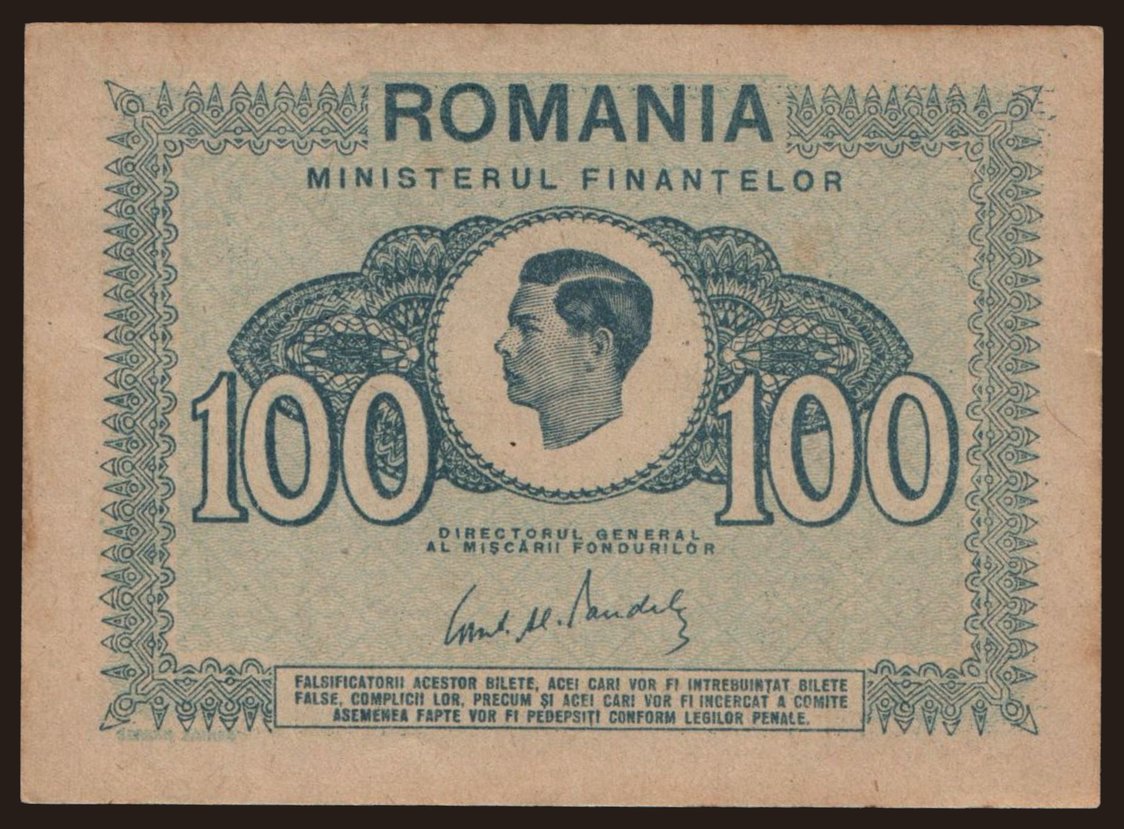 ROMANIA
MINISTERUL FINANȚELOR
100 100
DIRECTORUL GENERAL
AL MIȘCĂRII FONDURILOR
FALSIFICATORII ACESTOR BILETE, ACEI CARI VOR FI INTREBUINȚAT BILETE
FALSE, COMPLICII LOR, PRECUM ȘI ACEI CARI VOR FI INCERCAT A COMITE
ASEMENEA FAPTE VOR FI PEDEPSIȚI CONFORM LEGILOR PENALE.